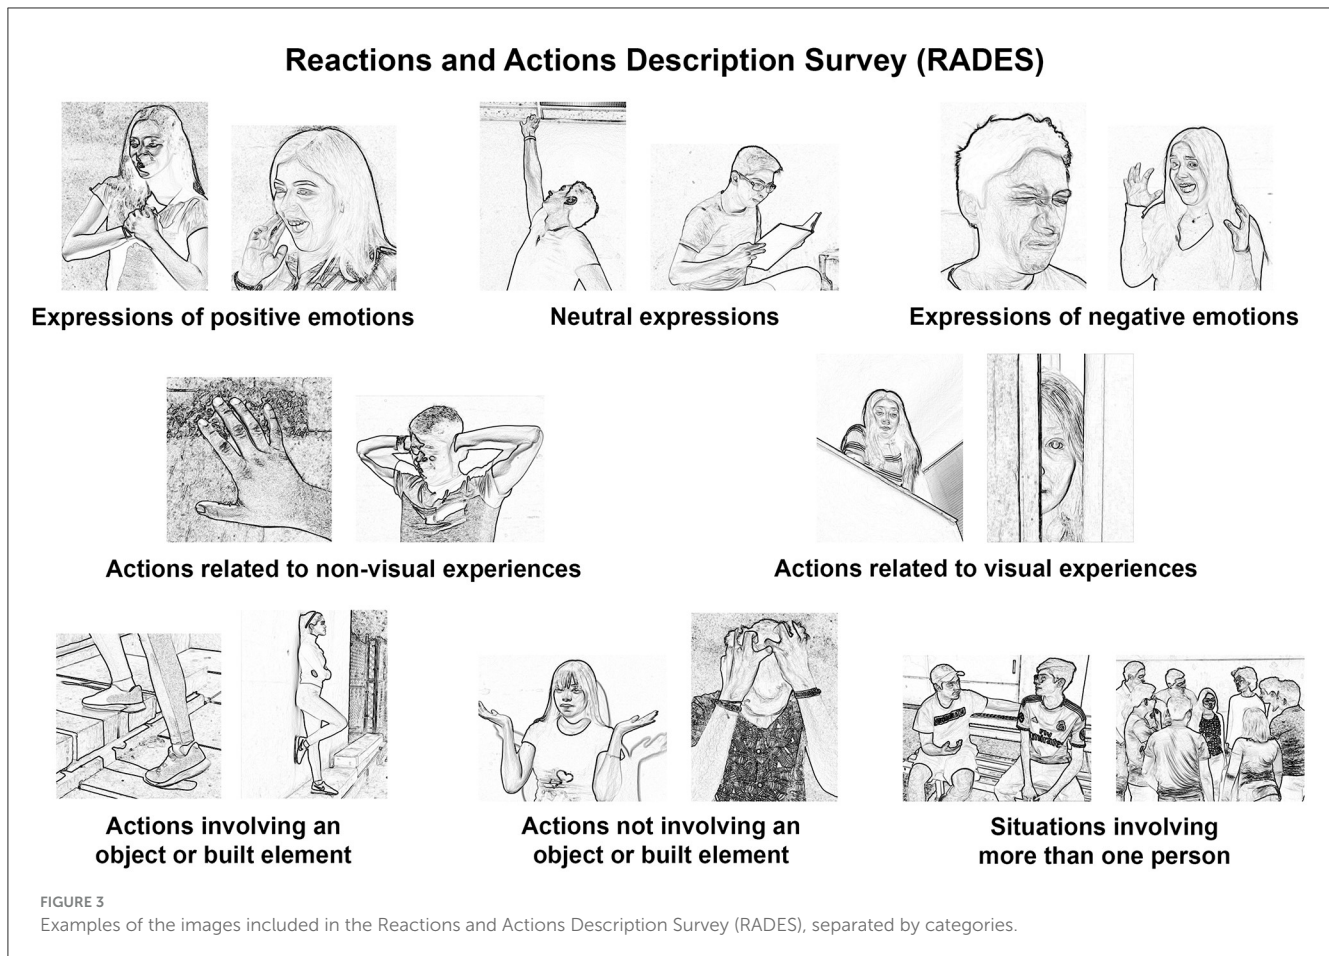 Reactions and Actions Description Survey (RADES)
Expressions of positive emotions
Neutral expressions
Expressions of negative emotions
Actions related to non-visual experiences
Actions related to visual experiences
Actions involving an
object or built element
Actions not involving an
object or built element
Situations involving
more than one person
FIGURE 3
Examples of the images included in the Reactions and Actions Description Survey (RADES), separated by categories.